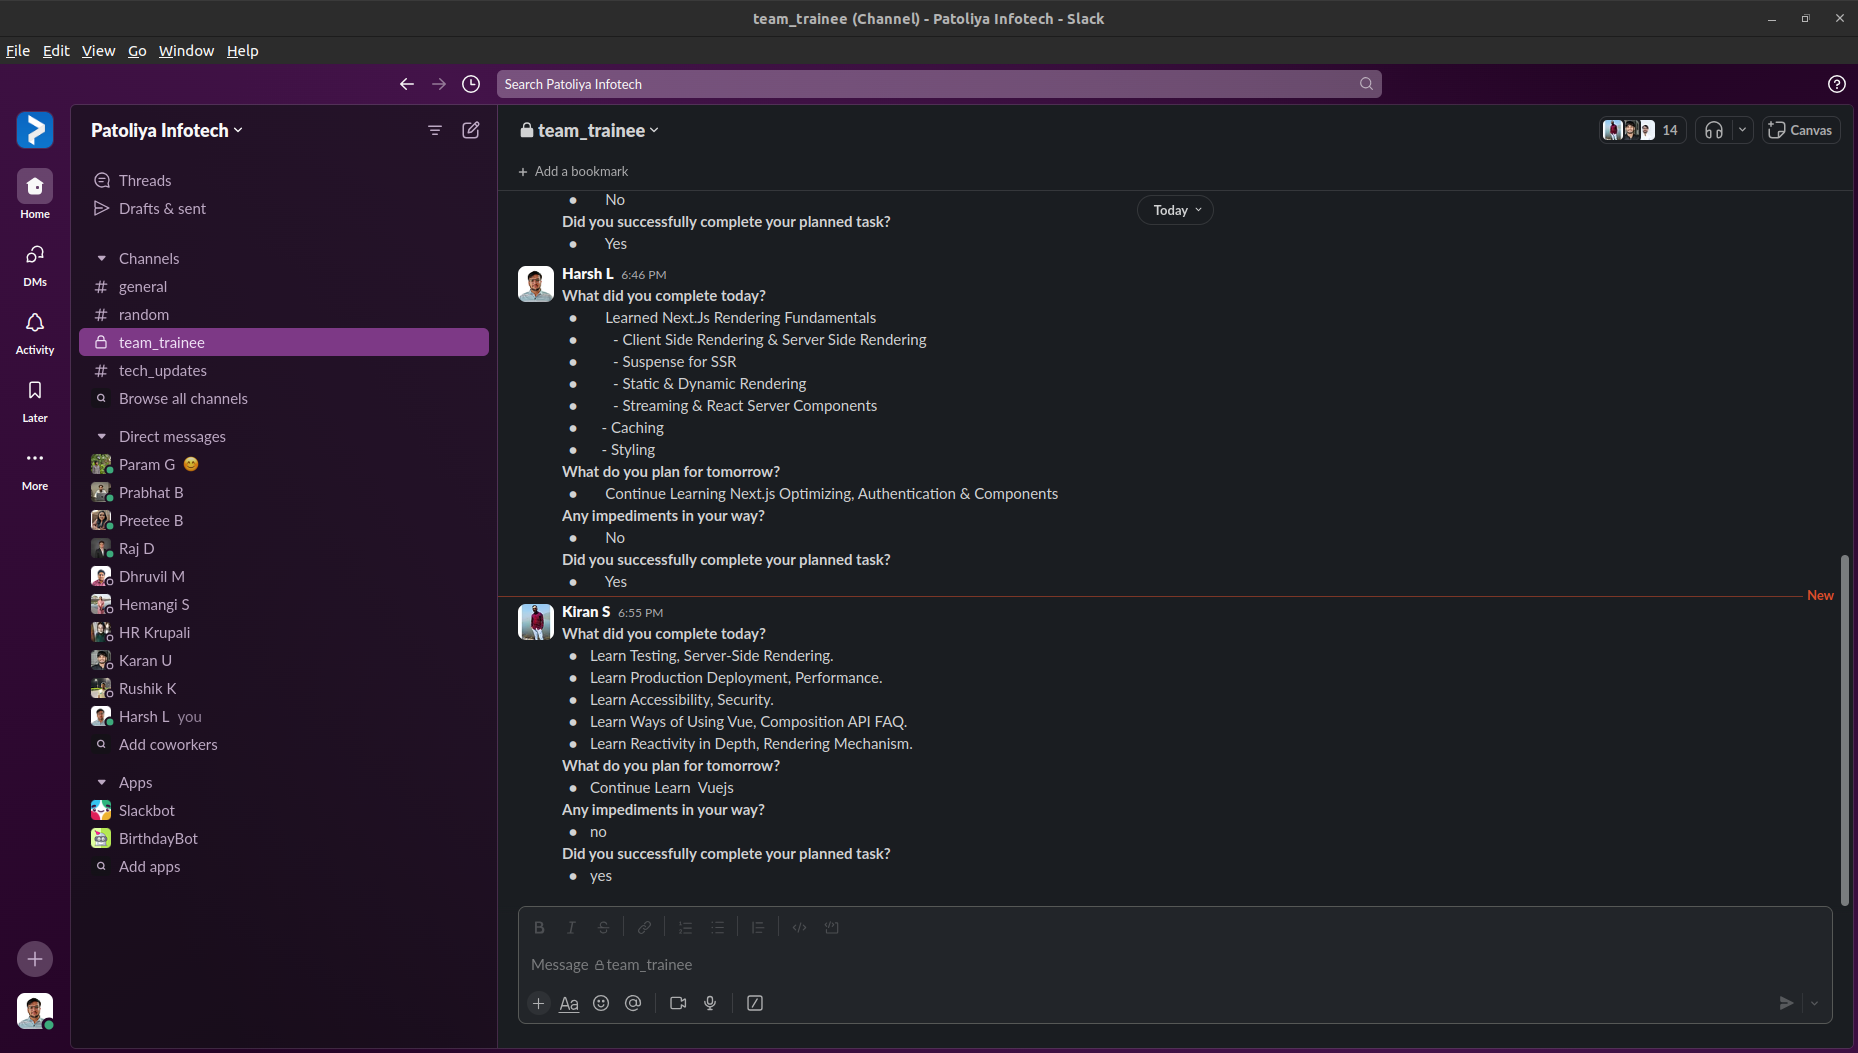 team_trainee (Channel) - Patoliya Infotech - Slack
File Edit View Go Window Help
Search Patoliya Infotech
Patoliya Infotech
Home
DMs
Activity
Later
More
Threads
Drafts & sent
Channels
# general
# random
team_trainee
# tech_updates
Browse all channels
Direct messages
Param G
Prabhat B
Preetee B
Raj D
Dhruvil M
Hemangi S
HR Krupali
Karan U
Rushik K
Harsh L you
Add coworkers
Apps
Slackbot
BirthdayBot
Add apps
team_trainee
14
Canvas
+ Add a bookmark
Today
• No
Did you successfully complete your planned task?
• Yes
Harsh L 6:46 PM
What did you complete today?
• Learned Next.Js Rendering Fundamentals
• - Client Side Rendering & Server Side Rendering
• - Suspense for SSR
• - Static & Dynamic Rendering
• - Streaming & React Server Components
• - Caching
• - Styling
What do you plan for tomorrow?
• Continue Learning Next.js Optimizing, Authentication & Components
Any impediments in your way?
• No
Did you successfully complete your planned task?
• Yes
New
Kiran S 6:55 PM
What did you complete today?
• Learn Testing, Server-Side Rendering.
• Learn Production Deployment, Performance.
• Learn Accessibility, Security.
• Learn Ways of Using Vue, Composition API FAQ.
• Learn Reactivity in Depth, Rendering Mechanism.
What do you plan for tomorrow?
• Continue Learn  Vuejs
Any impediments in your way?
• no
Did you successfully complete your planned task?
• yes
B I S
Message team_trainee
+ Aa @